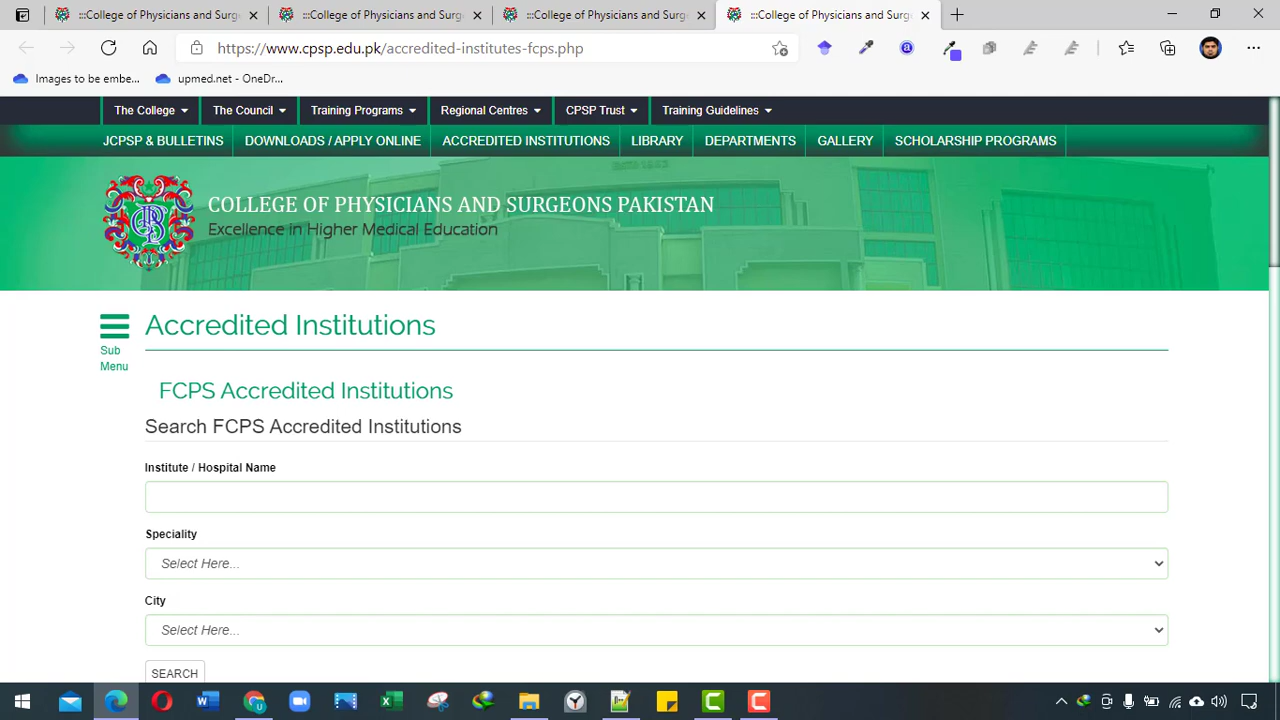 :::College of Physicians and Surge
:::College of Physicians and Surge
:::College of Physicians and Surge
:::College of Physicians and Surge
https://www.cpsp.edu.pk/accredited-institutes-fcps.php
Images to be embe...
upmed.net - OneDr...
The College
The Council
Training Programs
Regional Centres
CPSP Trust
Training Guidelines
JCPSP & BULLETINS
DOWNLOADS / APPLY ONLINE
ACCREDITED INSTITUTIONS
LIBRARY
DEPARTMENTS
GALLERY
SCHOLARSHIP PROGRAMS
COLLEGE OF PHYSICIANS AND SURGEONS PAKISTAN
Excellence in Higher Medical Education
Sub
Menu
Accredited Institutions
FCPS Accredited Institutions
Search FCPS Accredited Institutions
Institute / Hospital Name
Speciality
Select Here...
City
Select Here...
SEARCH